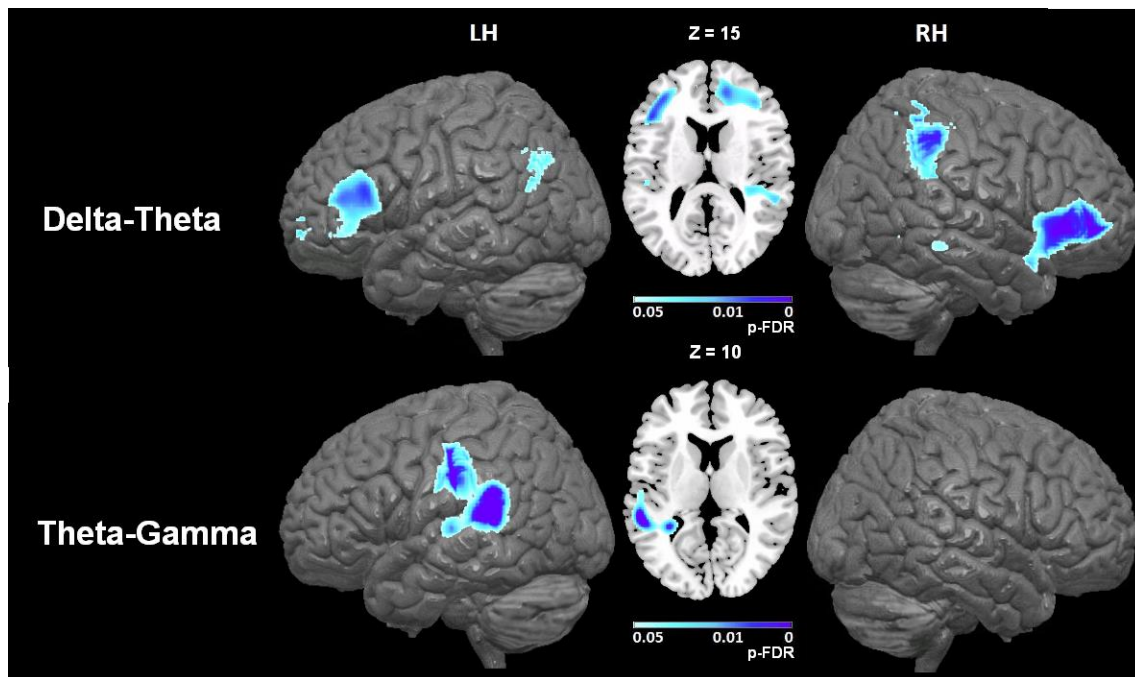 LH
Z = 15
RH
Delta-Theta
0.05 0.01 0
p-FDR
Z = 10
Theta-Gamma
0.05 0.01 0
p-FDR